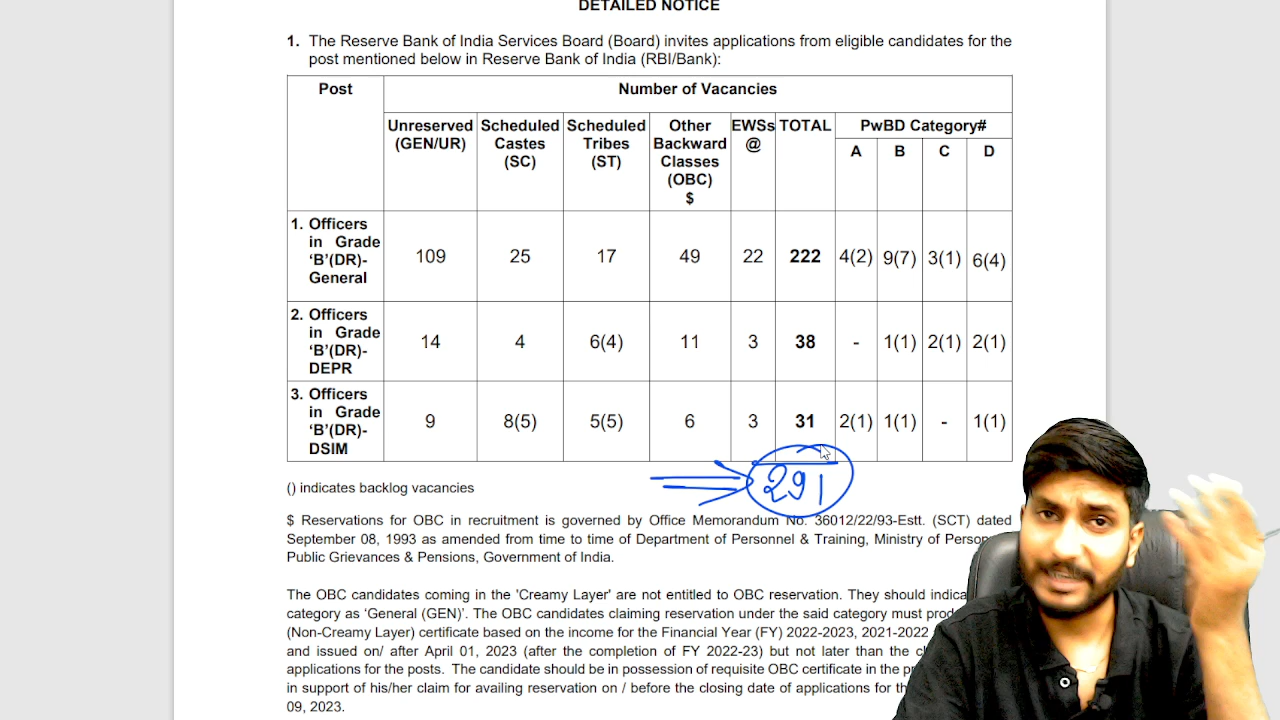 DETAILED NOTICE
1. The Reserve Bank of India Services Board (Board) invites applications from eligible candidates for the
post mentioned below in Reserve Bank of India (RBI/Bank):
Post Number of Vacancies
Unreserved (GEN/UR) Scheduled Castes (SC) Scheduled Tribes (ST) Other Backward Classes (OBC) $ EWSs @ TOTAL PwBD Category#
A B C D
1. Officers in Grade ‘B’(DR)- General 109 25 17 49 22 222 4(2) 9(7) 3(1) 6(4)
2. Officers in Grade ‘B’(DR)- DEPR 14 4 6(4) 11 3 38 - 1(1) 2(1) 2(1)
3. Officers in Grade ‘B’(DR)- DSIM 9 8(5) 5(5) 6 3 31 2(1) 1(1) - 1(1)
291
() indicates backlog vacancies
$ Reservations for OBC in recruitment is governed by Office Memorandum No. 36012/22/93-Estt. (SCT) dated
September 08, 1993 as amended from time to time of Department of Personnel & Training, Ministry of
Public Grievances & Pensions, Government of India.
The OBC candidates coming in the 'Creamy Layer' are not entitled to OBC reservation. They should
category as ‘General (GEN)’. The OBC candidates claiming reservation under the said category must
(Non-Creamy Layer) certificate based on the income for the Financial Year (FY) 2022-2023, 2021-2022
and issued on/ after April 01, 2023 (after the completion of FY 2022-23) but not later than the
applications for the posts. The candidate should be in possession of requisite OBC certificate in the
in support of his/her claim for availing reservation on / before the closing date of applications for
09, 2023.